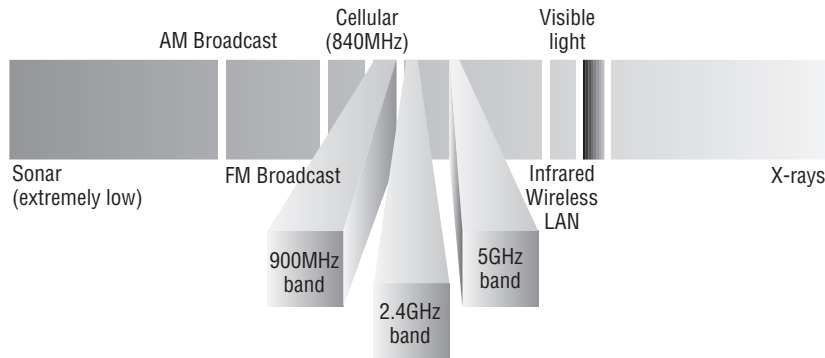 AM Broadcast
Cellular
(840MHz)
Visible
light
Sonar
(extremely low)
FM Broadcast
Infrared
Wireless
LAN
X-rays
900MHz
band
2.4GHz
band
5GHz
band